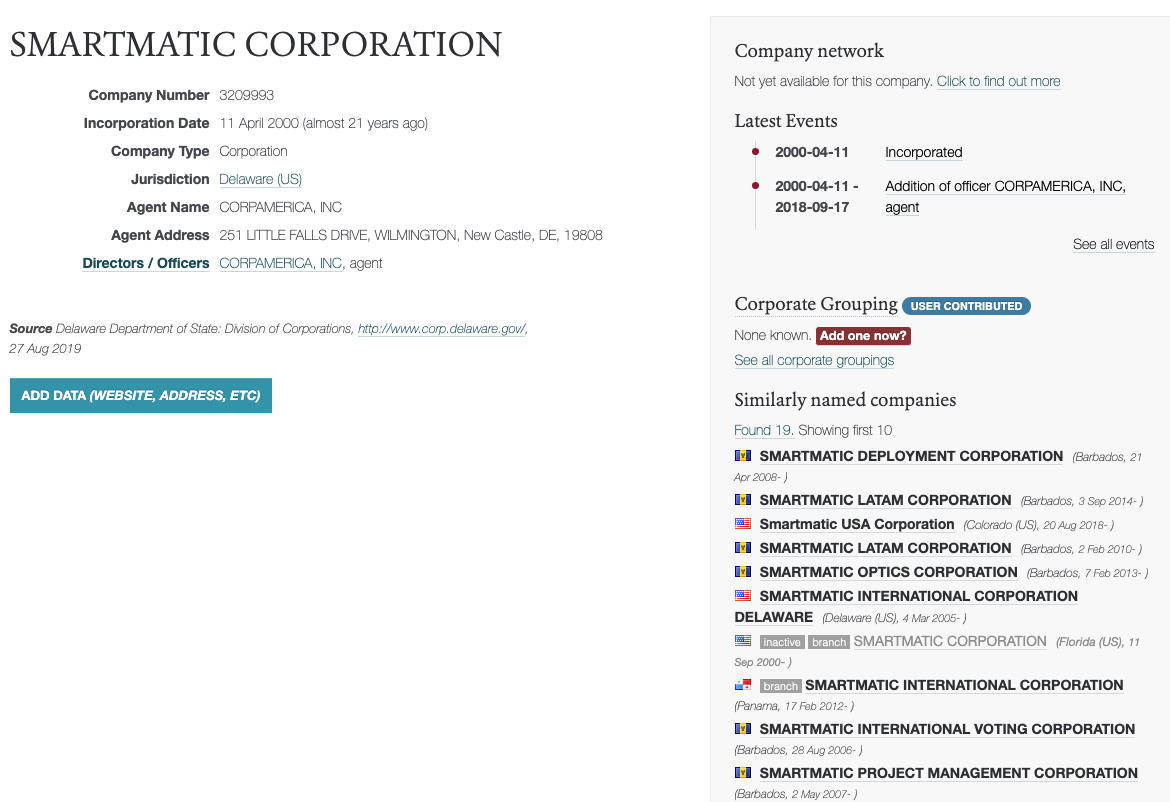 SMARTMATIC CORPORATION
Company Number 3209993
Incorporation Date 11 April 2000 (almost 21 years ago)
Company Type Corporation
Jurisdiction Delaware (US)
Agent Name CORPAMERICA, INC
Agent Address 251 LITTLE FALLS DRIVE, WILMINGTON, New Castle, DE, 19808
Directors / Officers CORPAMERICA, INC, agent
Source Delaware Department of State: Division of Corporations, http://www.corp.delaware.gov/,
27 Aug 2019
ADD DATA (WEBSITE, ADDRESS, ETC)
Company network
Not yet available for this company. Click to find out more
Latest Events
2000-04-11 Incorporated
2000-04-11 - Addition of officer CORPAMERICA, INC,
2018-09-17 agent
See all events
Corporate Grouping USER CONTRIBUTED
None known. Add one now?
See all corporate groupings
Similarly named companies
Found 19. Showing first 10
SMARTMATIC DEPLOYMENT CORPORATION (Barbados, 21
Apr 2008- )
SMARTMATIC LATAM CORPORATION (Barbados, 3 Sep 2014- )
Smartmatic USA Corporation (Colorado (US), 20 Aug 2018- )
SMARTMATIC LATAM CORPORATION (Barbados, 2 Feb 2010- )
SMARTMATIC OPTICS CORPORATION (Barbados, 7 Feb 2013- )
SMARTMATIC INTERNATIONAL CORPORATION
DELAWARE (Delaware (US), 4 Mar 2005- )
inactive branch SMARTMATIC CORPORATION (Florida (US), 11
Sep 2000- )
branch SMARTMATIC INTERNATIONAL CORPORATION
(Panama, 17 Feb 2012- )
SMARTMATIC INTERNATIONAL VOTING CORPORATION
(Barbados, 28 Aug 2006- )
SMARTMATIC PROJECT MANAGEMENT CORPORATION
(Barbados, 2 May 2007- )